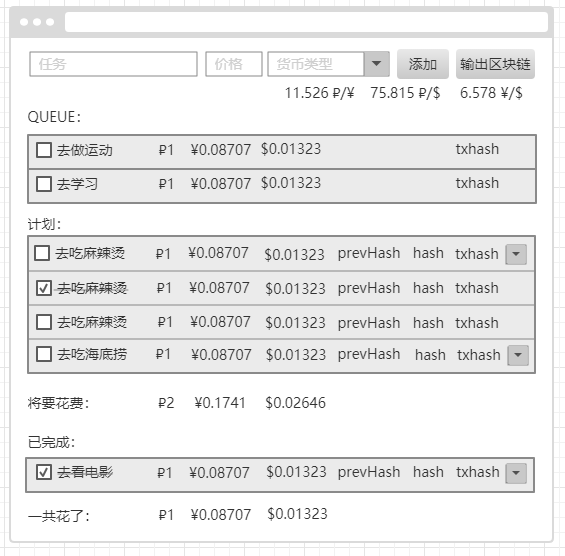 任务 价格 货币类型 添加 输出区块链
11.526 ₽/¥ 75.815 ₽/$ 6.578 ¥/$
QUEUE：
去做运动 ₽1 ¥0.08707 $0.01323 txhash
去学习 ₽1 ¥0.08707 $0.01323 txhash
计划：
去吃麻辣烫 ₽1 ¥0.08707 $0.01323 prevHash hash txhash
去吃麻辣烫 ₽1 ¥0.08707 $0.01323 prevHash hash txhash
去吃麻辣烫 ₽1 ¥0.08707 $0.01323 prevHash hash txhash
去吃海底捞 ₽1 ¥0.08707 $0.01323 prevHash hash txhash
将要花费： ₽2 ¥0.1741 $0.02646
已完成：
去看电影 ₽1 ¥0.08707 $0.01323 prevHash hash txhash
一共花了： ₽1 ¥0.08707 $0.01323